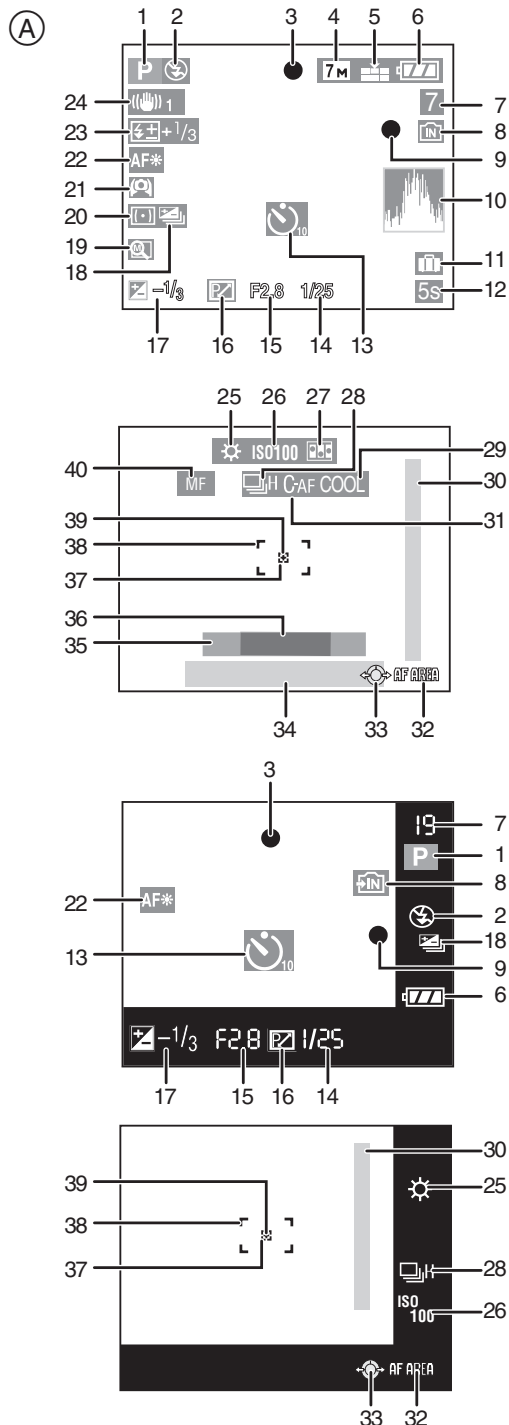 A
1 2 3 4 5 6
P 7M
24 1 7
23 +1/3 IN 8
22 AF 9
21
20 10
19 18 10
11
17 -1/3 16 F2.8 15 1/25 14 13 5s 12
25 26 27 28
ISO100 29
40 MF H C-AF COOL 30
39 31
38
37
36
35
AF AREA
34 33 32
3
19 7
P 1
22 AF IN 8
2
13 10 18
9
6
-1/3 F2.8 1/25
17 15 16 14
30
39 25
38
37 H 28
ISO 100 26
AF AREA
33 32